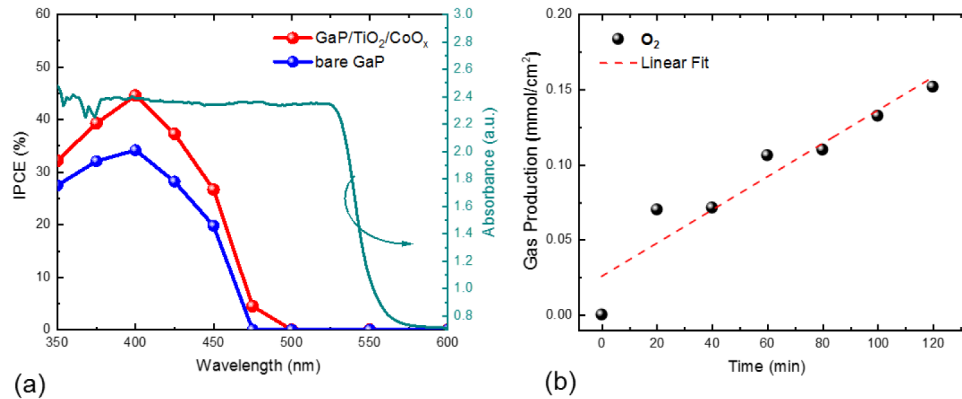 60
50
40
30
20
10
0
IPCE (%)
GaP/TiO₂/CoOₓ
bare GaP
3.0
2.8
2.6
2.4
2.2
2.0
1.8
1.6
1.4
1.2
1.0
0.8
Absorbance (a.u.)
350 400 450 500 550 600
Wavelength (nm)
(a)
0.20
0.15
0.10
0.05
0.00
Gas Production (mmol/cm²)
O₂
Linear Fit
0 20 40 60 80 100 120
Time (min)
(b)